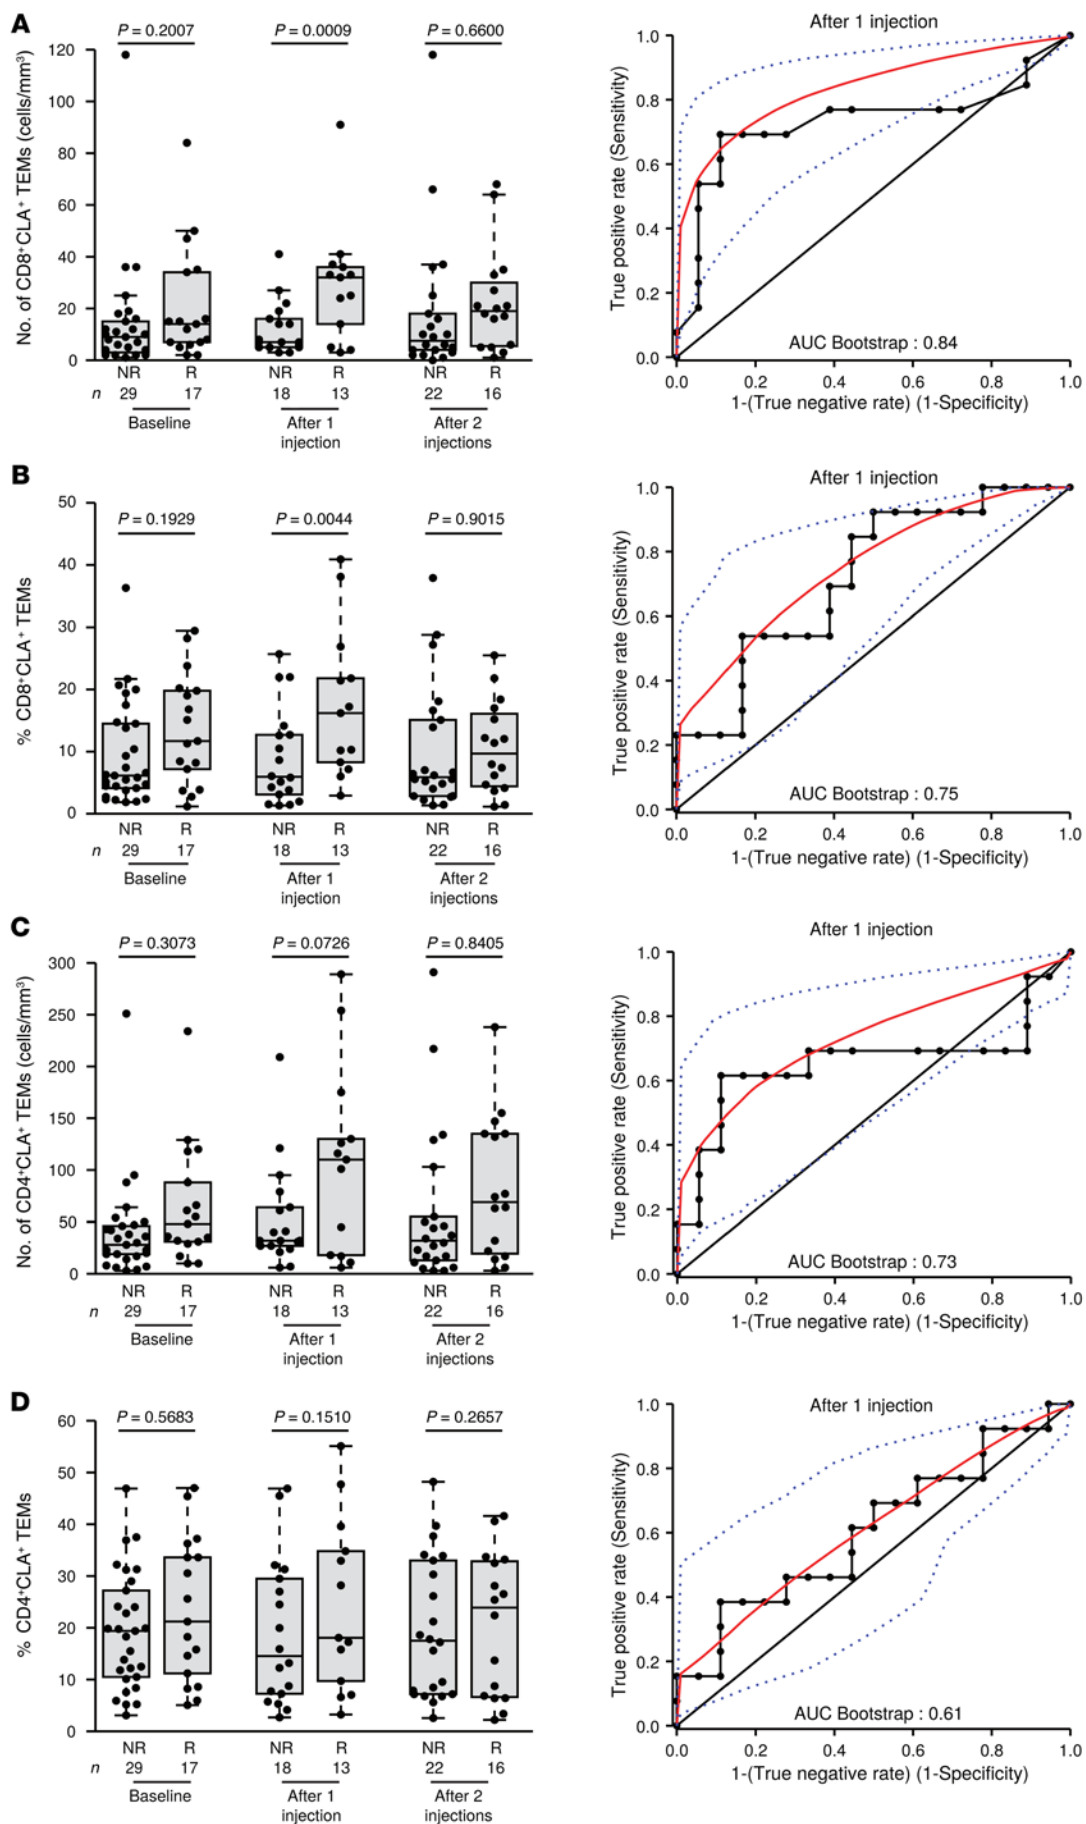 A
P = 0.2007
P = 0.0009
P = 0.6600
No. of CD8⁺CLA⁺ TEMs (cells/mm³)
120
100
80
60
40
20
0
NR R NR R NR R
n 29 17 18 13 22 16
Baseline
After 1
injection
After 2
injections
After 1 injection
True positive rate (Sensitivity)
1.0
0.8
0.6
0.4
0.2
0.0
AUC Bootstrap : 0.84
0.0 0.2 0.4 0.6 0.8 1.0
1-(True negative rate) (1-Specificity)
B
P = 0.1929
P = 0.0044
P = 0.9015
% CD8⁺CLA⁺ TEMs
50
40
30
20
10
0
NR R NR R NR R
n 29 17 18 13 22 16
Baseline
After 1
injection
After 2
injections
After 1 injection
True positive rate (Sensitivity)
1.0
0.8
0.6
0.4
0.2
0.0
AUC Bootstrap : 0.75
0.0 0.2 0.4 0.6 0.8 1.0
1-(True negative rate) (1-Specificity)
C
P = 0.3073
P = 0.0726
P = 0.8405
No. of CD4⁺CLA⁺ TEMs (cells/mm³)
300
250
200
150
100
50
0
NR R NR R NR R
n 29 17 18 13 22 16
Baseline
After 1
injection
After 2
injections
After 1 injection
True positive rate (Sensitivity)
1.0
0.8
0.6
0.4
0.2
0.0
AUC Bootstrap : 0.73
0.0 0.2 0.4 0.6 0.8 1.0
1-(True negative rate) (1-Specificity)
D
P = 0.5683
P = 0.1510
P = 0.2657
% CD4⁺CLA⁺ TEMs
60
50
40
30
20
10
0
NR R NR R NR R
n 29 17 18 13 22 16
Baseline
After 1
injection
After 2
injections
After 1 injection
True positive rate (Sensitivity)
1.0
0.8
0.6
0.4
0.2
0.0
AUC Bootstrap : 0.61
0.0 0.2 0.4 0.6 0.8 1.0
1-(True negative rate) (1-Specificity)